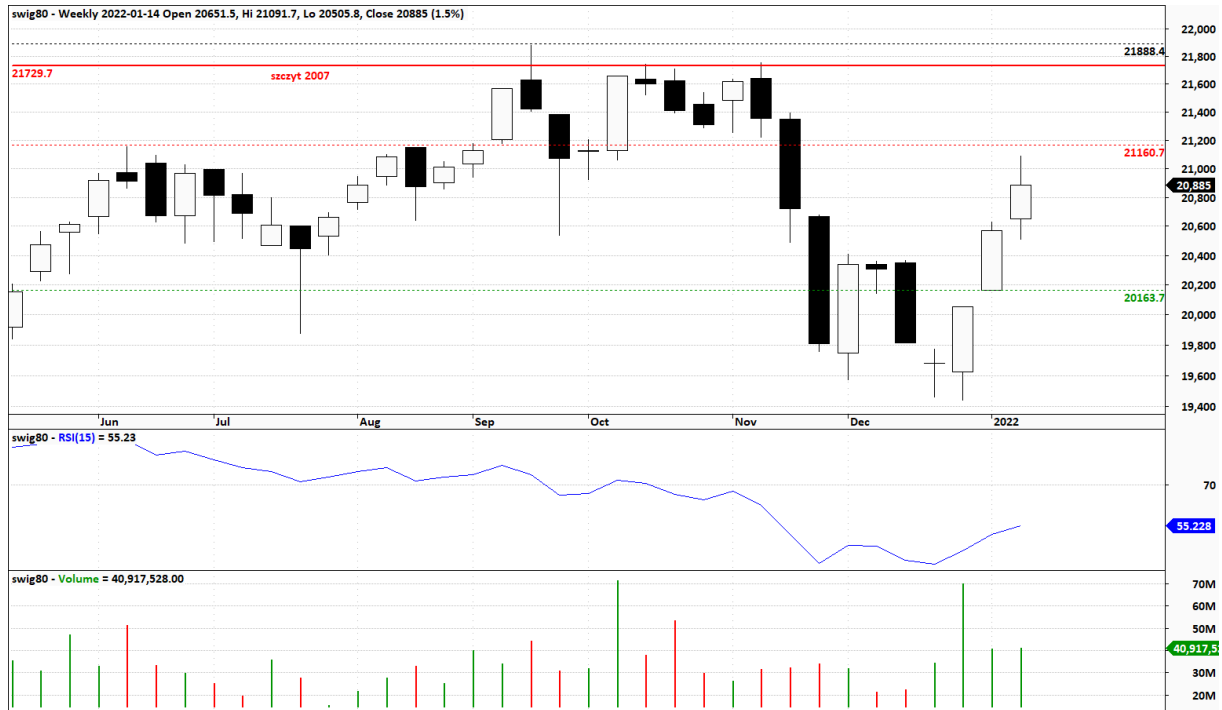 swig80 - Weekly 2022-01-14 Open 20651.5, Hi 21091.7, Lo 20505.8, Close 20885 (1.5%)
22,000
21888.4
21,800
21729.7
szczyt 2007
21,600
21,400
21,200
21160.7
21,000
20,885
20,800
20,600
20,400
20,200
20163.7
20,000
19,800
19,600
19,400
Jun Jul Aug Sep Oct Nov Dec 2022
swig80 - RSI(15) = 55.23
70
55.228
swig80 - Volume = 40,917,528.00
70M
60M
50M
40,917,52
30M
20M